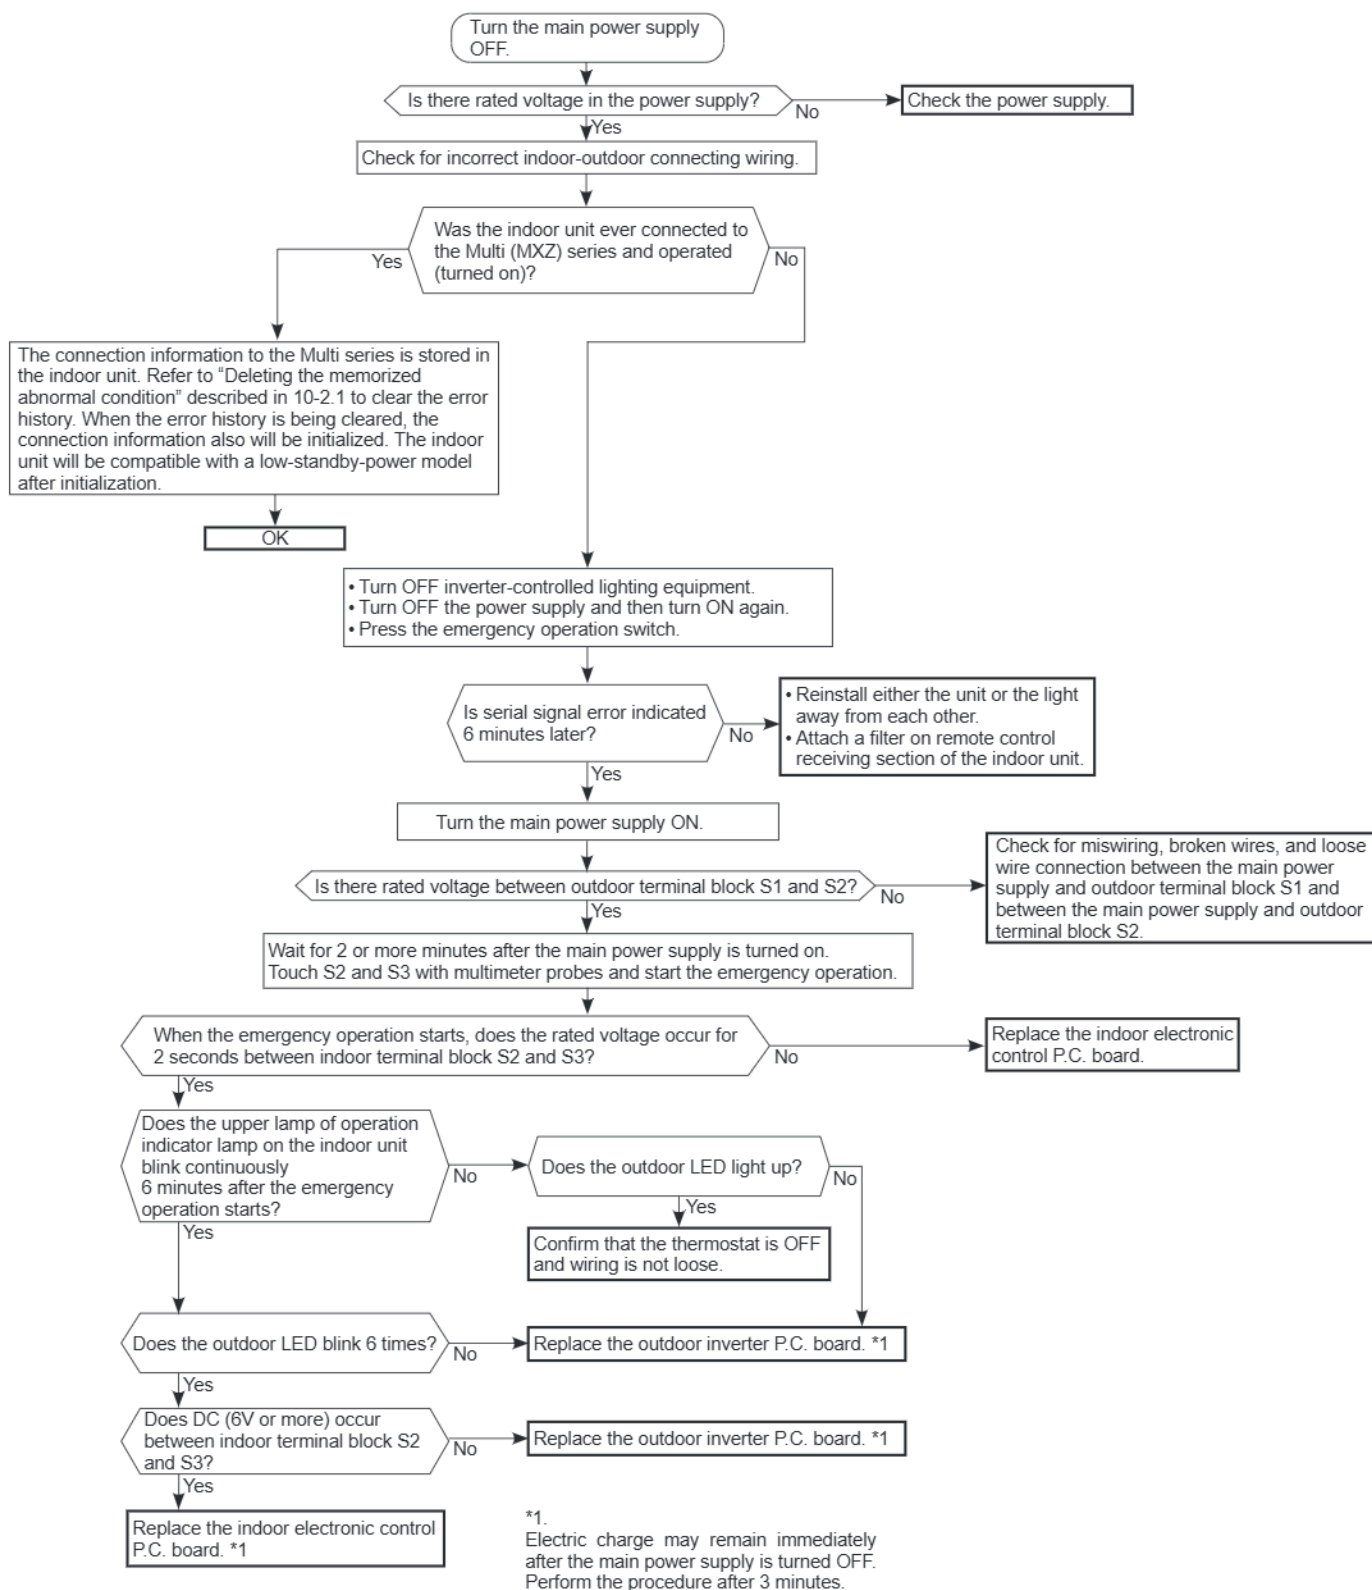 Turn the main power supply
OFF.
Is there rated voltage in the power supply?
No
Check the power supply.
Yes
Check for incorrect indoor-outdoor connecting wiring.
Was the indoor unit ever connected to
the Multi (MXZ) series and operated
(turned on)?
Yes
No
The connection information to the Multi series is stored in
the indoor unit. Refer to “Deleting the memorized
abnormal condition” described in 10-2.1 to clear the error
history. When the error history is being cleared, the
connection information also will be initialized. The indoor
unit will be compatible with a low-standby-power model
after initialization.
OK
• Turn OFF inverter-controlled lighting equipment.
• Turn OFF the power supply and then turn ON again.
• Press the emergency operation switch.
Is serial signal error indicated
6 minutes later?
No
• Reinstall either the unit or the light
away from each other.
• Attach a filter on remote control
receiving section of the indoor unit.
Yes
Turn the main power supply ON.
Is there rated voltage between outdoor terminal block S1 and S2?
No
Check for miswiring, broken wires, and loose
wire connection between the main power
supply and outdoor terminal block S1 and
between the main power supply and outdoor
terminal block S2.
Yes
Wait for 2 or more minutes after the main power supply is turned on.
Touch S2 and S3 with multimeter probes and start the emergency operation.
When the emergency operation starts, does the rated voltage occur for
2 seconds between indoor terminal block S2 and S3?
No
Replace the indoor electronic
control P.C. board.
Yes
Does the upper lamp of operation
indicator lamp on the indoor unit
blink continuously
6 minutes after the emergency
operation starts?
No
Does the outdoor LED light up?
No
Yes
Confirm that the thermostat is OFF
and wiring is not loose.
Yes
Does the outdoor LED blink 6 times?
No
Replace the outdoor inverter P.C. board. *1
Yes
Does DC (6V or more) occur
between indoor terminal block S2
and S3?
No
Replace the outdoor inverter P.C. board. *1
Yes
Replace the indoor electronic control
P.C. board. *1
*1.
Electric charge may remain immediately
after the main power supply is turned OFF.
Perform the procedure after 3 minutes.